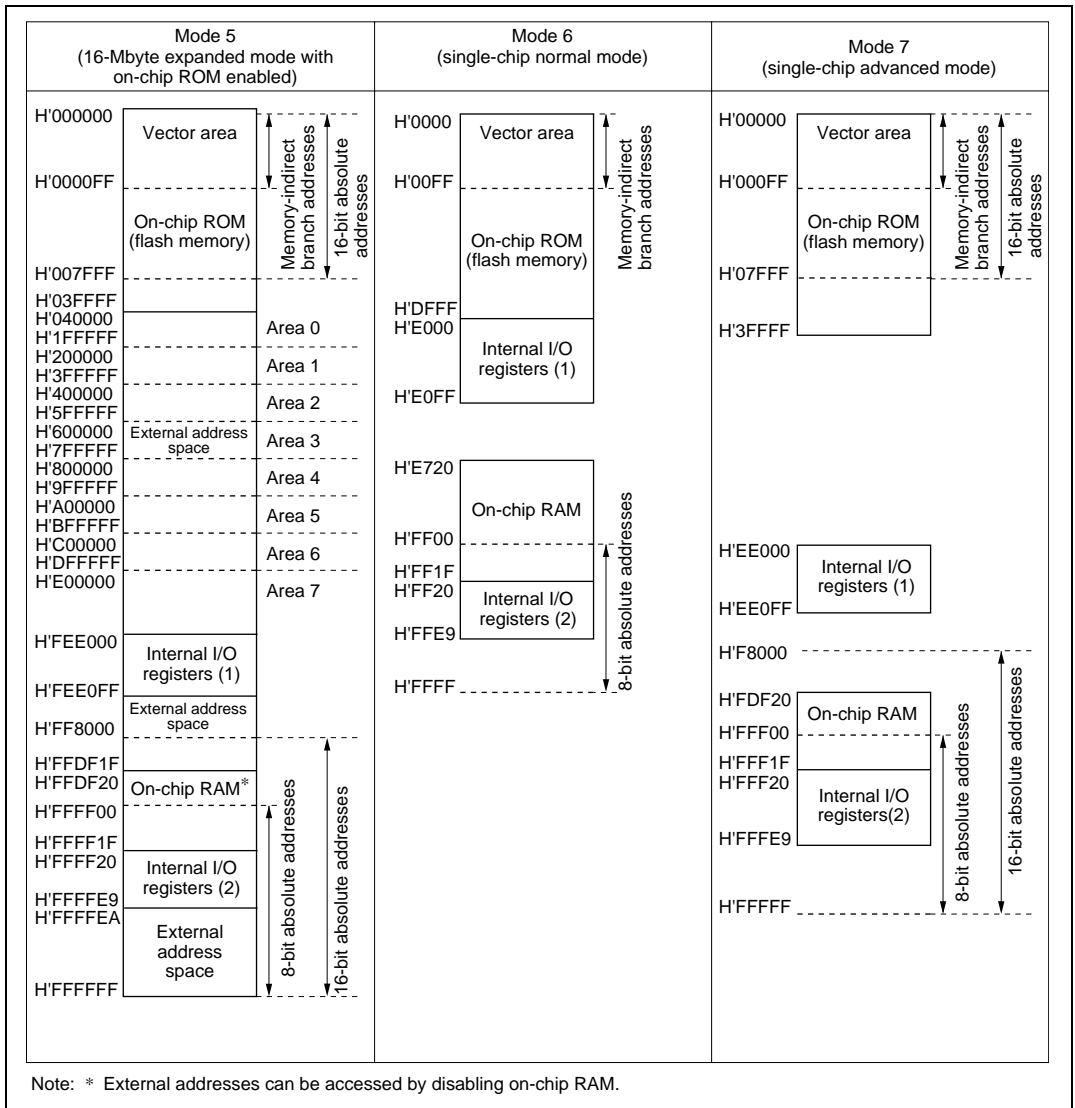 Mode 5
(16-Mbyte expanded mode with
on-chip ROM enabled)
H'000000
Vector area
H'0000FF
On-chip ROM
(flash memory)
H'007FFF
Memory-indirect
branch addresses
16-bit absolute
addresses
H'03FFFF
H'040000
Area 0
H'1FFFFF
H'200000
Area 1
H'3FFFFF
H'400000
Area 2
H'5FFFFF
H'600000
External address
space
Area 3
H'7FFFFF
H'800000
Area 4
H'9FFFFF
H'A00000
Area 5
H'BFFFFF
H'C00000
Area 6
H'DFFFFF
H'E00000
Area 7
H'FEE000
Internal I/O
registers (1)
H'FEE0FF
External address
space
H'FF8000
H'FFDF1F
H'FFDF20
On-chip RAM*
H'FFFF00
H'FFFF1F
H'FFFF20
Internal I/O
registers (2)
H'FFFFE9
H'FFFFEA
External
address
space
H'FFFFFF
8-bit absolute addresses
16-bit absolute addresses
Mode 6
(single-chip normal mode)
H'0000
Vector area
H'00FF
On-chip ROM
(flash memory)
Memory-indirect
branch addresses
H'DFFF
H'E000
Internal I/O
registers (1)
H'E0FF
H'E720
On-chip RAM
H'FF00
H'FF1F
H'FF20
Internal I/O
registers (2)
H'FFE9
H'FFFF
8-bit absolute addresses
Mode 7
(single-chip advanced mode)
H'00000
Vector area
H'000FF
On-chip ROM
(flash memory)
H'07FFF
Memory-indirect
branch addresses
16-bit absolute
addresses
H'3FFFF
H'EE000
Internal I/O
registers (1)
H'EE0FF
H'F8000
H'FDF20
On-chip RAM
H'FFF00
H'FFF1F
H'FFF20
Internal I/O
registers(2)
H'FFFE9
H'FFFFF
8-bit absolute addresses
16-bit absolute addresses
Note: * External addresses can be accessed by disabling on-chip RAM.